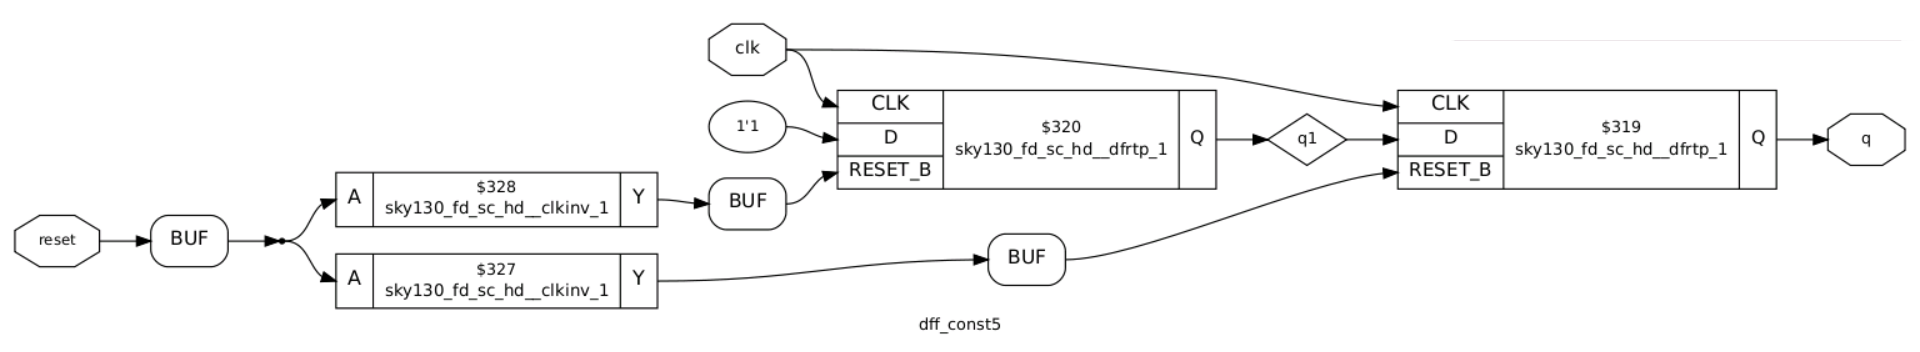 clk
CLK
D
RESET_B
$320
sky130_fd_sc_hd__dfrtp_1
Q
1'1
q1
CLK
D
RESET_B
$319
sky130_fd_sc_hd__dfrtp_1
Q
q
reset
BUF
A
$328
sky130_fd_sc_hd__clkinv_1
Y
BUF
A
$327
sky130_fd_sc_hd__clkinv_1
Y
BUF
dff_const5